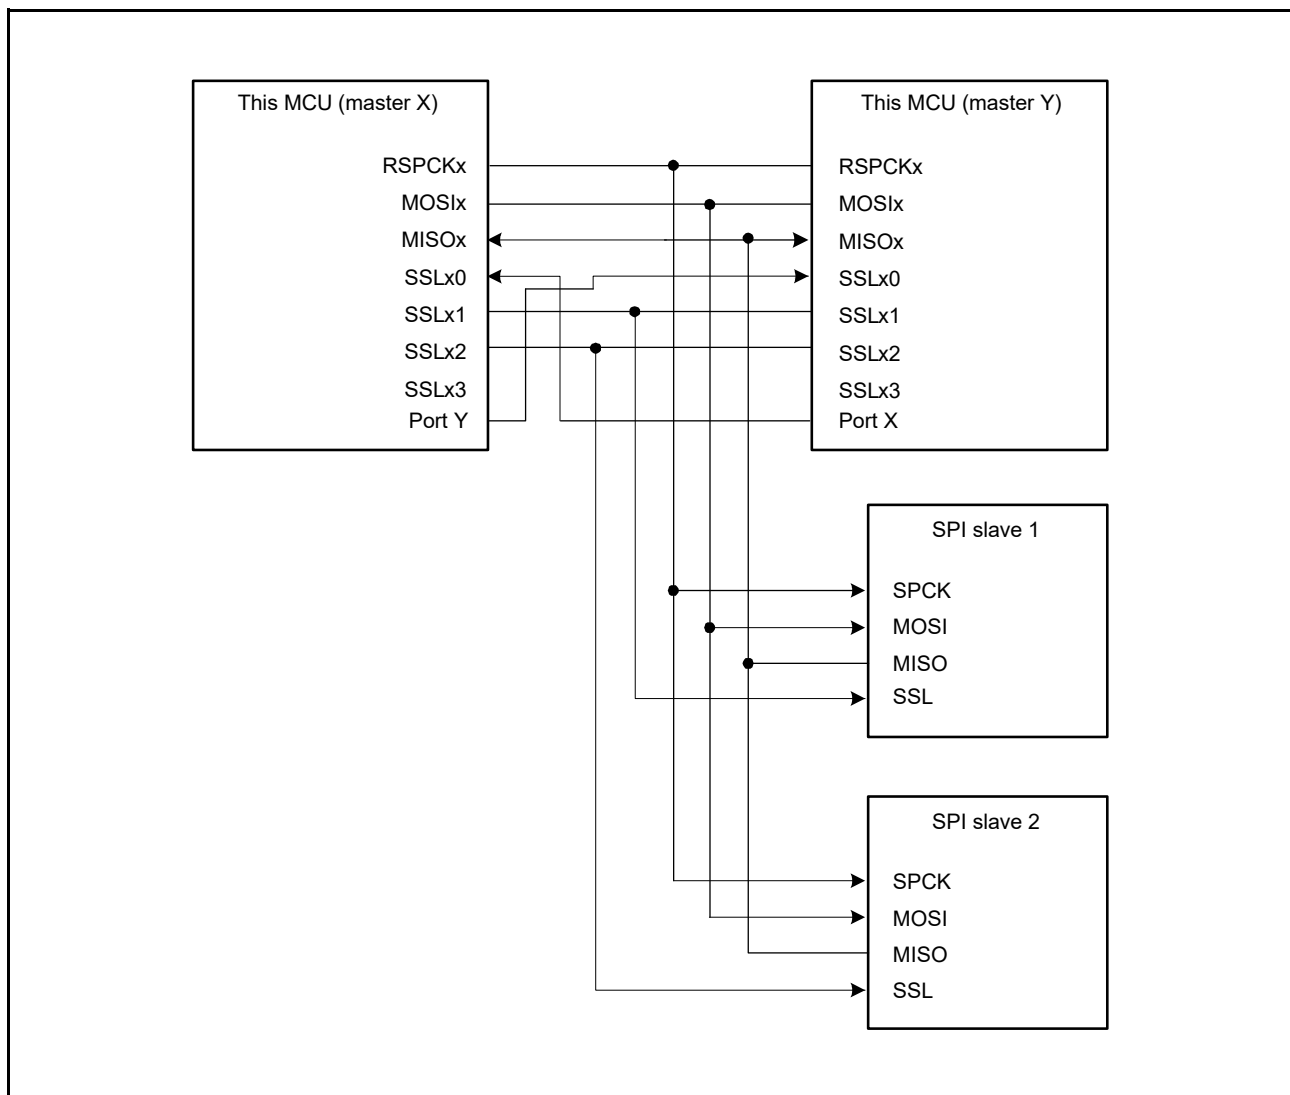 This MCU (master X)
RSPCKx
MOSIx
MISOx
SSLx0
SSLx1
SSLx2
SSLx3
Port Y
This MCU (master Y)
RSPCKx
MOSIx
MISOx
SSLx0
SSLx1
SSLx2
SSLx3
Port X
SPI slave 1
SPCK
MOSI
MISO
SSL
SPI slave 2
SPCK
MOSI
MISO
SSL